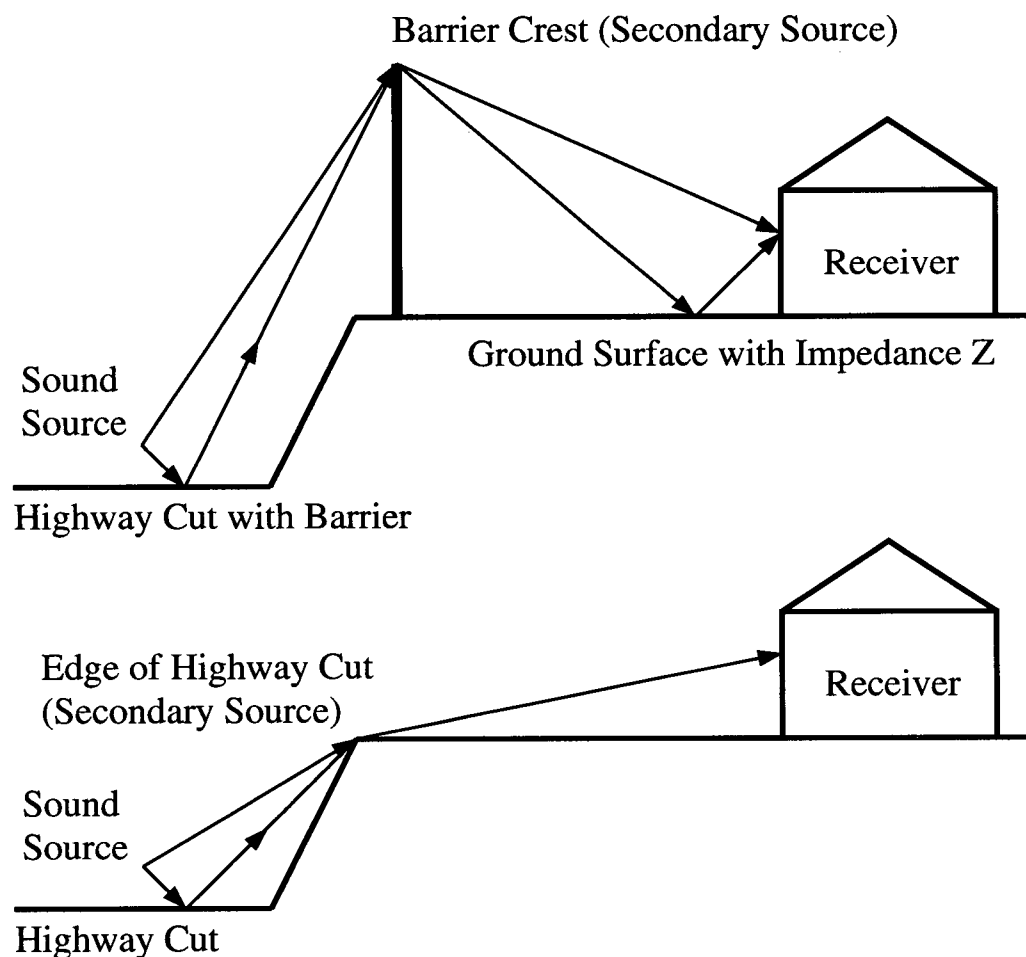 Barrier Crest (Secondary Source)
Receiver
Ground Surface with Impedance Z
Sound
Source
Highway Cut with Barrier
Edge of Highway Cut
(Secondary Source)
Receiver
Sound
Source
Highway Cut